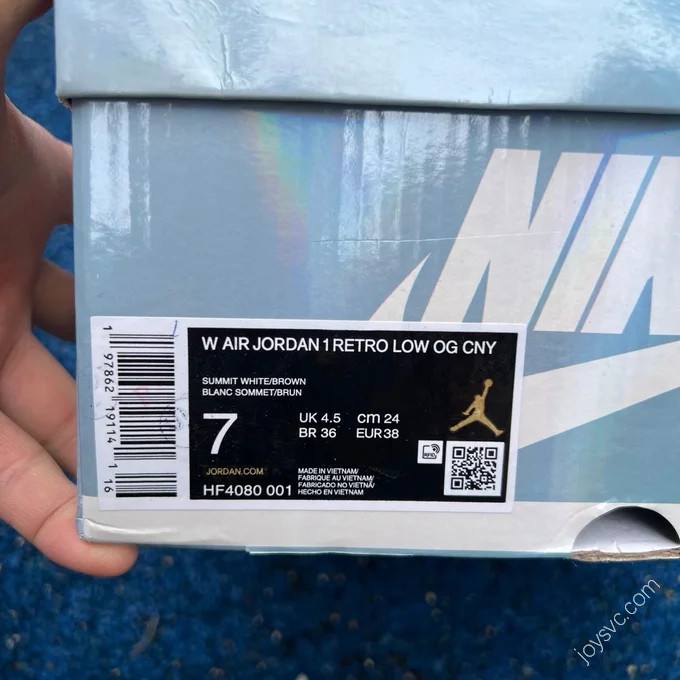 NIK
1 97862 19114 16
W AIR JORDAN 1 RETRO LOW OG CNY
SUMMIT WHITE/BROWN
BLANC SOMMET/BRUN
7
UK 4.5 cm 24
BR 36 EUR 38
RFID
JORDAN.COM
HF4080 001
MADE IN VIETNAM/
FABRIQUE AU VIETNAM/
FABRICADO NO VIETNÃ/
HECHO EN VIETNAM
joysvc.com